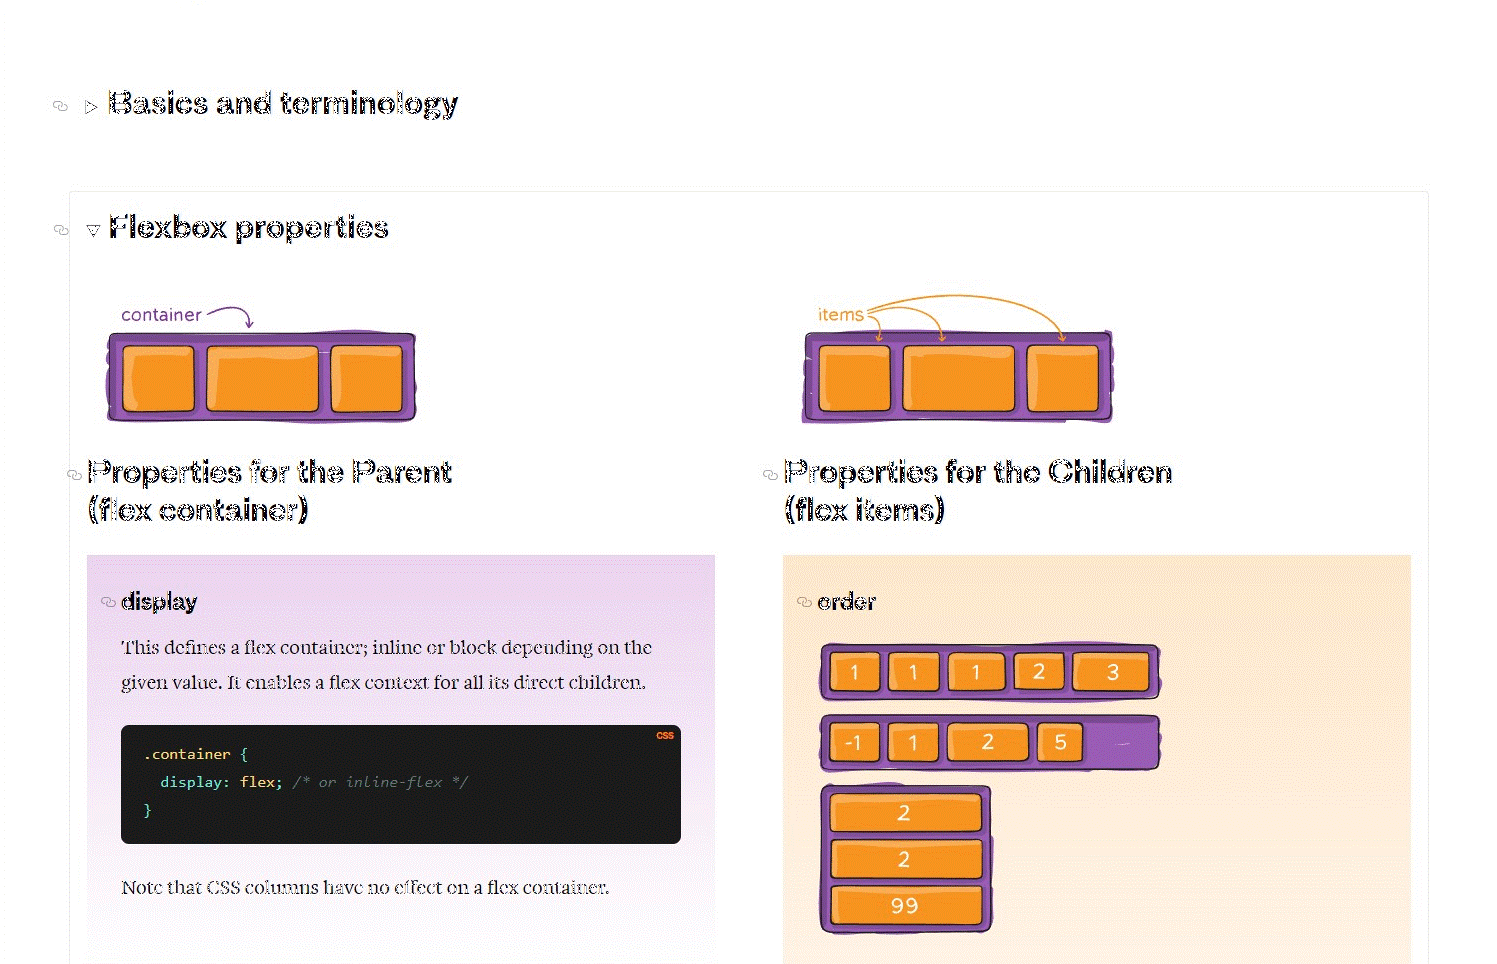 Basics and terminology
Flexbox properties
container
Properties for the Parent
(flex container)
display
This defines a flex container; inline or block depending on the
given value. It enables a flex context for all its direct children.
CSS
.container {
  display: flex; /* or inline-flex */
}
Note that CSS columns have no effect on a flex container.
items
Properties for the Children
(flex items)
order
1 1 1 2 3
-1 1 2 5
2
2
99